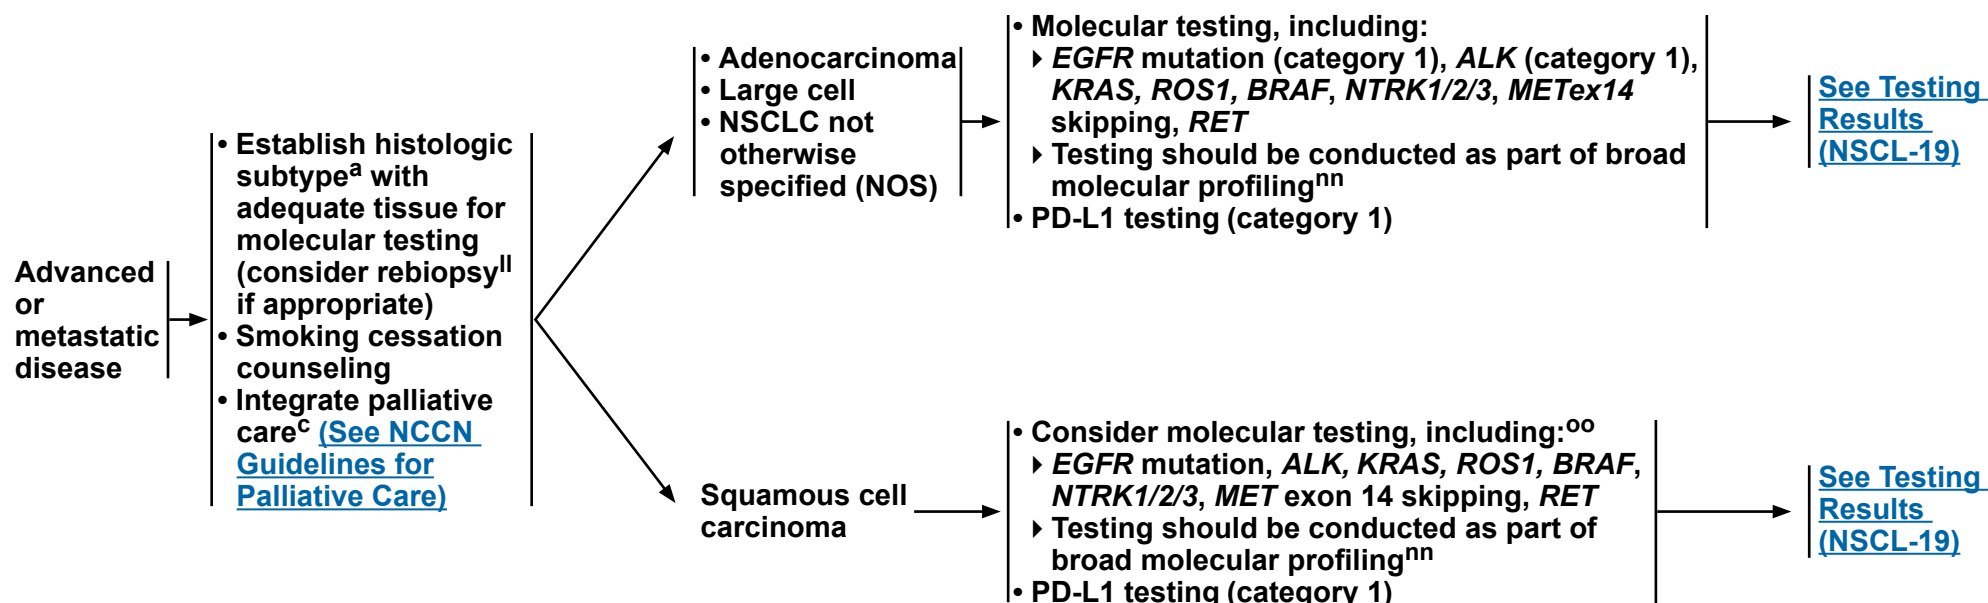 Advanced
or
metastatic
disease
• Establish histologic
subtypeᵃ with
adequate tissue for
molecular testing
(consider rebiopsyˡˡ
if appropriate)
• Smoking cessation
counseling
• Integrate palliative
careᶜ (See NCCN
Guidelines for
Palliative Care)
• Adenocarcinoma
• Large cell
• NSCLC not
otherwise
specified (NOS)
• Molecular testing, including:
▸ EGFR mutation (category 1), ALK (category 1),
KRAS, ROS1, BRAF, NTRK1/2/3, METex14
skipping, RET
▸ Testing should be conducted as part of broad
molecular profilingⁿⁿ
• PD-L1 testing (category 1)
See Testing
Results
(NSCL-19)
Squamous cell
carcinoma
• Consider molecular testing, including:ᵒᵒ
▸ EGFR mutation, ALK, KRAS, ROS1, BRAF,
NTRK1/2/3, MET exon 14 skipping, RET
▸ Testing should be conducted as part of
broad molecular profilingⁿⁿ
• PD-L1 testing (category 1)
See Testing
Results
(NSCL-19)